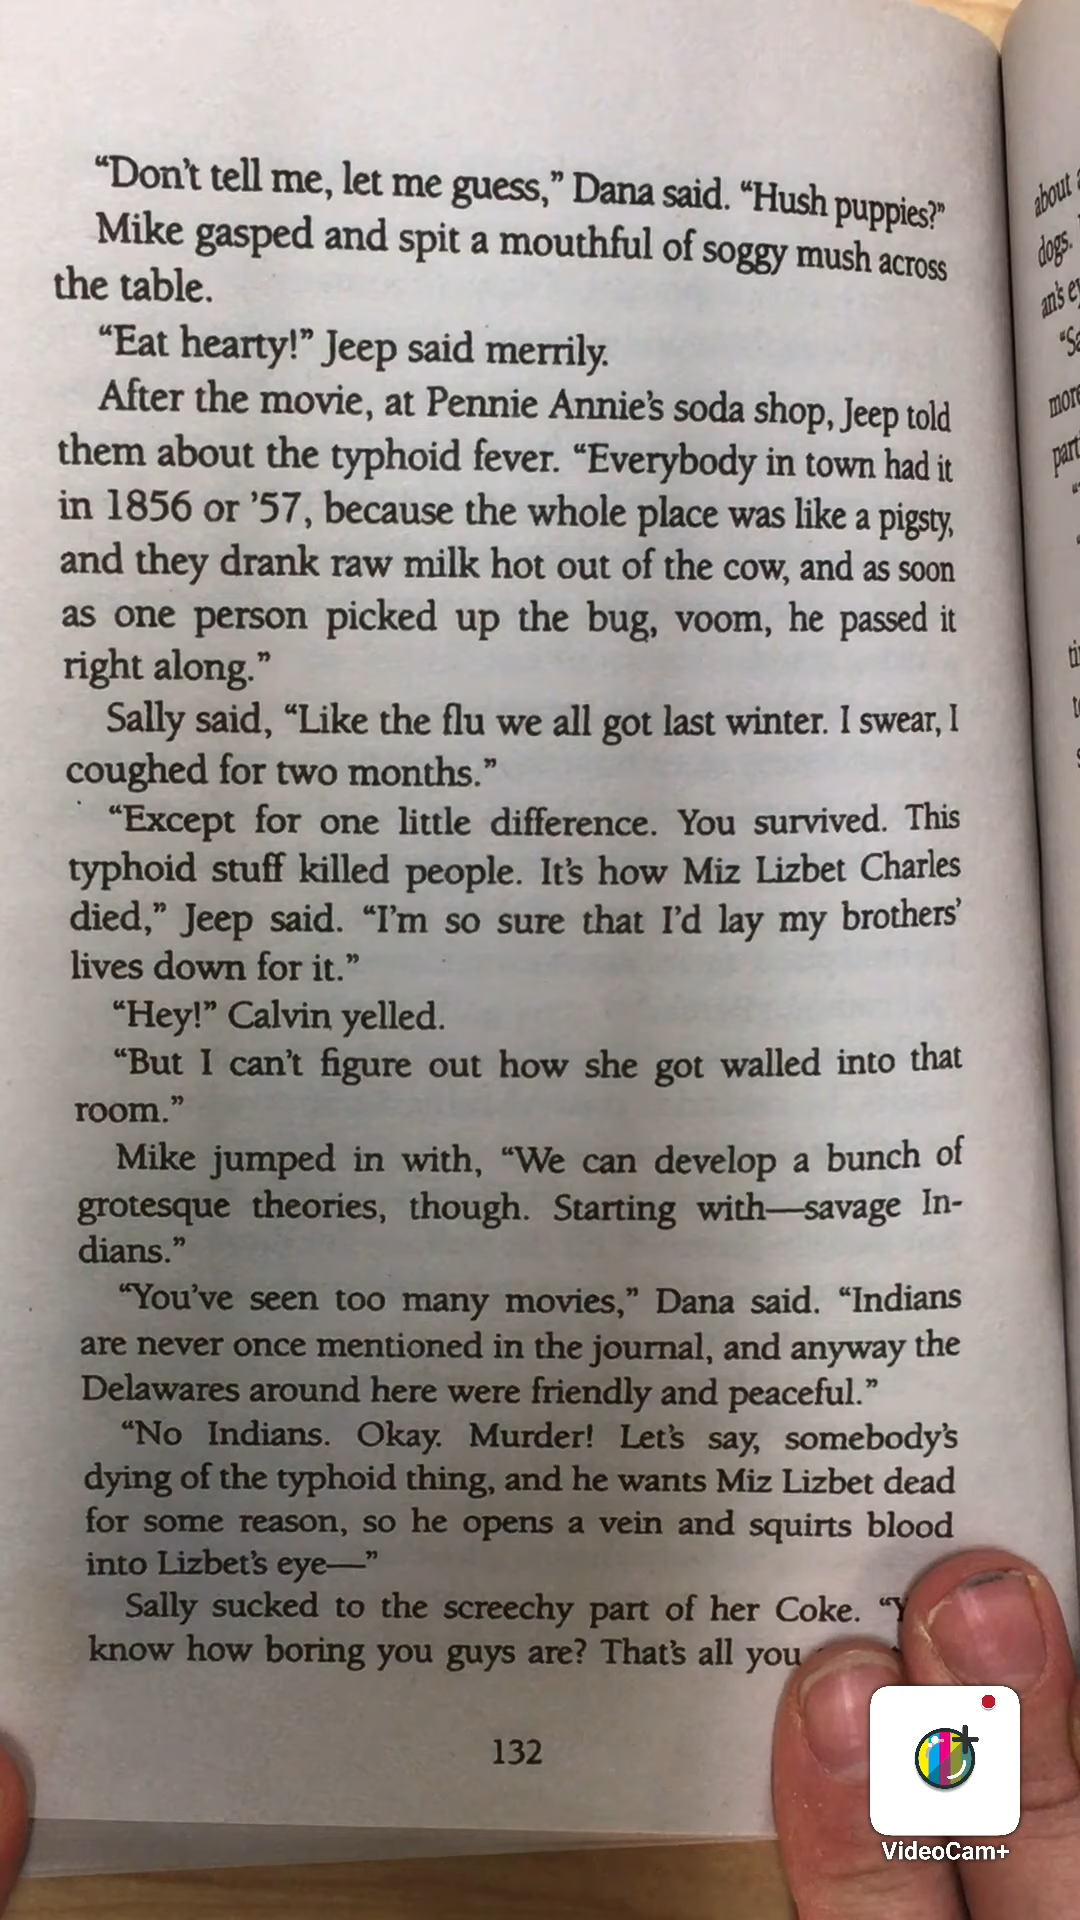 “Don’t tell me, let me guess,” Dana said. “Hush puppies?”
Mike gasped and spit a mouthful of soggy mush across
the table.
“Eat hearty!” Jeep said merrily.
After the movie, at Pennie Annie’s soda shop, Jeep told
them about the typhoid fever. “Everybody in town had it
in 1856 or ’57, because the whole place was like a pigsty,
and they drank raw milk hot out of the cow, and as soon
as one person picked up the bug, voom, he passed it
right along.”
Sally said, “Like the flu we all got last winter. I swear, I
coughed for two months.”
“Except for one little difference. You survived. This
typhoid stuff killed people. It’s how Miz Lizbet Charles
died,” Jeep said. “I’m so sure that I’d lay my brothers’
lives down for it.”
“Hey!” Calvin yelled.
“But I can’t figure out how she got walled into that
room.”
Mike jumped in with, “We can develop a bunch of
grotesque theories, though. Starting with—savage In-
dians.”
“You’ve seen too many movies,” Dana said. “Indians
are never once mentioned in the journal, and anyway the
Delawares around here were friendly and peaceful.”
“No Indians. Okay. Murder! Let’s say, somebody’s
dying of the typhoid thing, and he wants Miz Lizbet dead
for some reason, so he opens a vein and squirts blood
into Lizbet’s eye—”
Sally sucked to the screechy part of her Coke.
know how boring you guys are? That’s all you
132
about
dogs.
VideoCam+